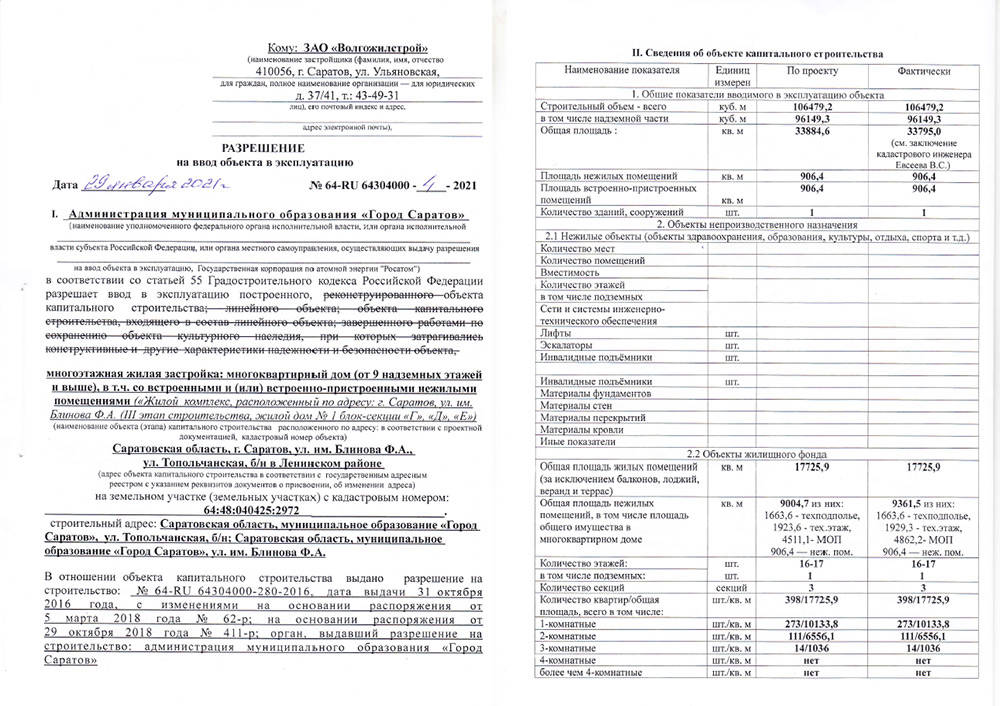 Кому: ЗАО «Волгожилстрой»
(наименование застройщика (фамилия, имя, отчество
410056, г. Саратов, ул. Ульяновская,
для граждан, полное наименование организации — для юридических
д. 37/41, т.: 43-49-31
лиц), его почтовый индекс и адрес,
адрес электронной почты),
РАЗРЕШЕНИЕ
на ввод объекта в эксплуатацию
Дата 29 января 2021г № 64-RU 64304000 - 4 - 2021
I. Администрация муниципального образования «Город Саратов»
(наименование уполномоченного федерального органа исполнительной власти, или органа исполнительной
власти субъекта Российской Федерации, или органа местного самоуправления, осуществляющих выдачу разрешения
на ввод объекта в эксплуатацию, Государственная корпорация по атомной энергии "Росатом")
в соответствии со статьей 55 Градостроительного кодекса Российской Федерации
разрешает ввод в эксплуатацию построенного, реконструированного объекта
капитального строительства; линейного объекта; объекта капитального
строительства, входящего в состав линейного объекта; завершенного работами по
сохранению объекта культурного наследия, при которых затрагивались
конструктивные и другие характеристики надежности и безопасности объекта,
многоэтажная жилая застройка: многоквартирный дом (от 9 надземных этажей
и выше), в т.ч. со встроенными и (или) встроенно-пристроенными нежилыми
помещениями («Жилой комплекс, расположенный по адресу: г. Саратов, ул. им.
Блинова Ф.А. (III этап строительства, жилой дом № 1 блок-секции «Г», «Д», «Е»)
(наименование объекта (этапа) капитального строительства расположенного по адресу: в соответствии с проектной
документацией, кадастровый номер объекта)
Саратовская область, г. Саратов, ул. им. Блинова Ф.А.,
ул. Топольчанская, б/н в Ленинском районе
(адрес объекта капитального строительства в соответствии с государственным адресным
реестром с указанием реквизитов документов о присвоении, об изменении адреса)
на земельном участке (земельных участках) с кадастровым номером:
64:48:040425:2972
строительный адрес: Саратовская область, муниципальное образование «Город
Саратов», ул. Топольчанская, б/н; Саратовская область, муниципальное
образование «Город Саратов», ул. им. Блинова Ф.А.
В отношении объекта капитального строительства выдано разрешение на
строительство: № 64-RU 64304000-280-2016, дата выдачи 31 октября
2016 года, с изменениями на основании распоряжения от
5 марта 2018 года № 62-р; на основании распоряжения от
29 октября 2018 года № 411-р; орган, выдавший разрешение на
строительство: администрация муниципального образования «Город
Саратов»
II. Сведения об объекте капитального строительства
Наименование показателя Единиц По проекту Фактически
измерен
1. Общие показатели вводимого в эксплуатацию объекта
Строительный объем - всего куб. м 106479,2 106479,2
в том числе надземной части куб. м 96149,3 96149,3
Общая площадь : кв. м 33884,6 33795,0
(см. заключение
кадастрового инженера
Евсеева В.С.)
Площадь нежилых помещений кв. м 906,4 906,4
Площадь встроенно-пристроенных 906,4 906,4
помещений кв. м
Количество зданий, сооружений шт. 1 1
2. Объекты непроизводственного назначения
2.1 Нежилые объекты (объекты здравоохранения, образования, культуры, отдыха, спорта и т.д.)
Количество мест
Количество помещений
Вместимость
Количество этажей
в том числе подземных
Сети и системы инженерно-
технического обеспечения
Лифты шт.
Эскалаторы шт.
Инвалидные подъёмники шт.
Инвалидные подъёмники шт.
Материалы фундаментов
Материалы стен
Материалы перекрытий
Материалы кровли
Иные показатели
2.2 Объекты жилищного фонда
Общая площадь жилых помещений кв. м 17725,9 17725,9
(за исключением балконов, лоджий,
веранд и террас)
Общая площадь нежилых кв. м 9004,7 из них: 9361,5 из них:
помещений, в том числе площадь 1663,6 - техподполье, 1663,6 - техподполье,
общего имущества в 1923,6 - тех.этаж, 1929,3 - тех.этаж,
многоквартирном доме 4511,1- МОП 4862,2- МОП
906,4 — неж. пом. 906,4 — неж. пом.
Количество этажей: шт. 16-17 16-17
в том числе подземных: шт. 1 1
Количество секций секций 3 3
Количество квартир/общая шт./кв. м 398/17725,9 398/17725,9
площадь, всего в том числе:
1-комнатные шт./кв. м 273/10133,8 273/10133,8
2-комнатные шт./кв. м 111/6556,1 111/6556,1
3-комнатные шт./кв. м 14/1036 14/1036
4-комнатные шт./кв. м нет нет
более чем 4-комнатные шт./кв. м нет нет